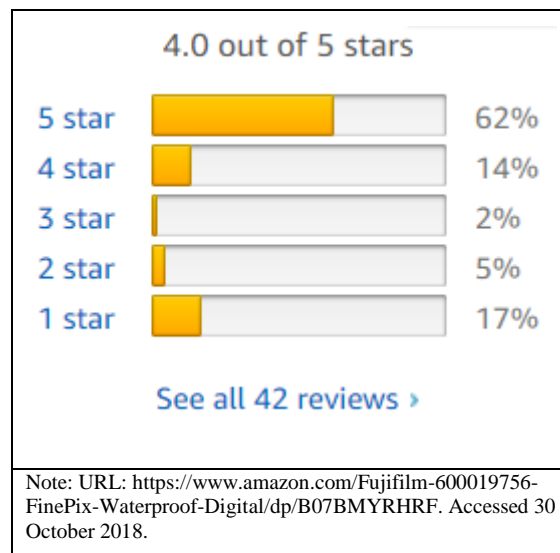 4.0 out of 5 stars
5 star 62%
4 star 14%
3 star 2%
2 star 5%
1 star 17%
See all 42 reviews ›
Note: URL: https://www.amazon.com/Fujifilm-600019756-
FinePix-Waterproof-Digital/dp/B07BMYRHRF. Accessed 30
October 2018.